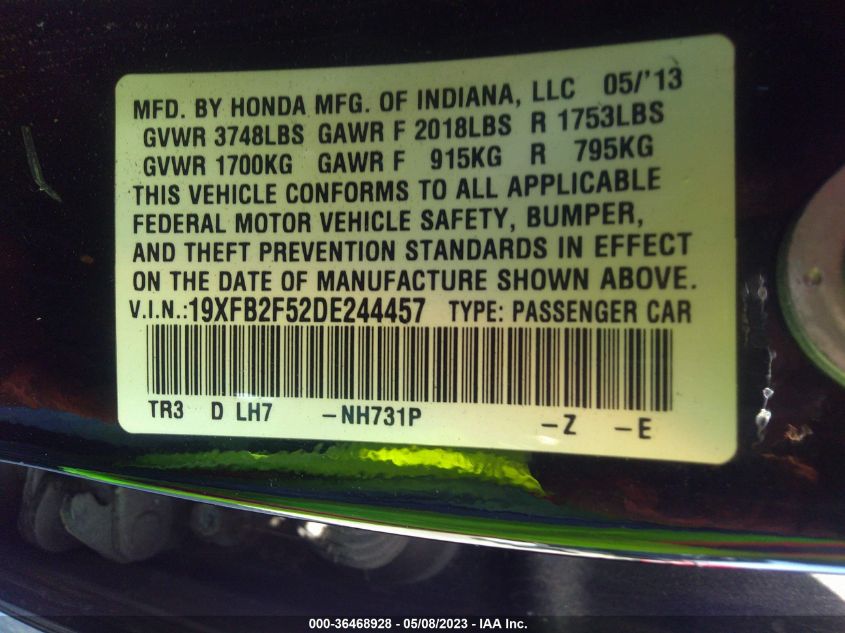 MFD. BY HONDA MFG. OF INDIANA, LLC 05/'13
GVWR 3748LBS GAWR F 2018LBS R 1753LBS
GVWR 1700KG GAWR F 915KG R 795KG
THIS VEHICLE CONFORMS TO ALL APPLICABLE
FEDERAL MOTOR VEHICLE SAFETY, BUMPER,
AND THEFT PREVENTION STANDARDS IN EFFECT
ON THE DATE OF MANUFACTURE SHOWN ABOVE.
V.I.N.:19XFB2F52DE244457 TYPE: PASSENGER CAR
TR3 D LH7 -NH731P -Z -E
000-36468928 - 05/08/2023 - IAA Inc.